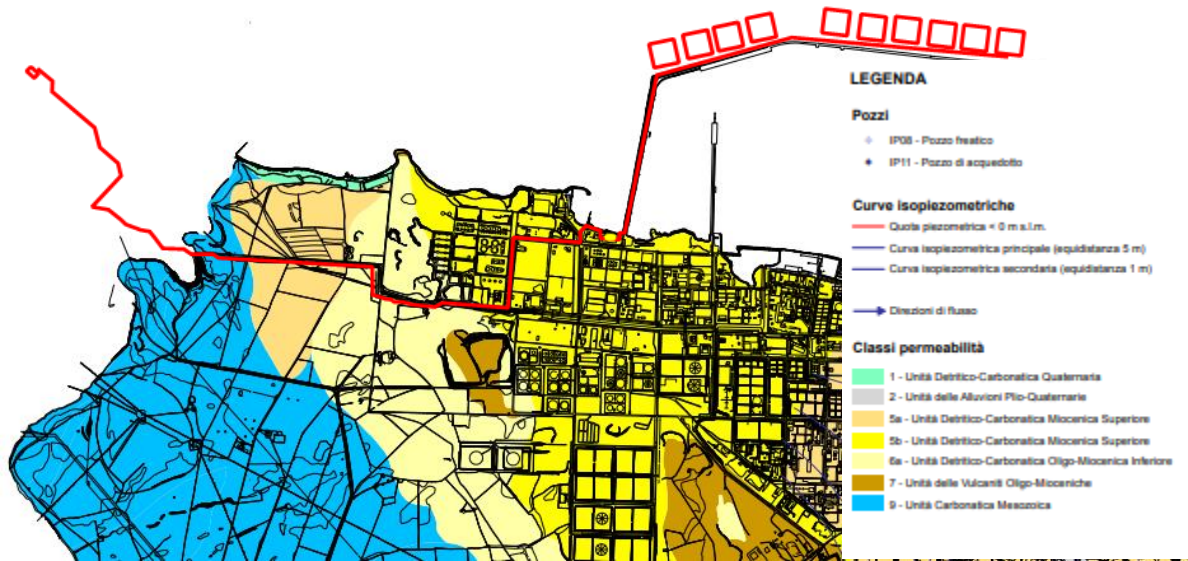 LEGENDA
Pozzi
IP08 - Pozzo freatico
IP11 - Pozzo di acquedotto
Curve isopiezometriche
Quota piezometrica < 0 m s.l.m.
Curva isopiezometrica principale (equidistanza 5 m)
Curva isopiezometrica secondaria (equidistanza 1 m)
Direzioni di flusso
Classi permeabilità
1 - Unità Detritico-Carbonatica Quaternaria
2 - Unità delle Alluvioni Plio-Quaternarie
5a - Unità Detritico-Carbonatica Miocenica Superiore
5b - Unità Detritico-Carbonatica Miocenica Superiore
6a - Unità Detritico-Carbonatica Oligo-Miocenica Inferiore
7 - Unità delle Vulcaniti Oligo-Mioceniche
9 - Unità Carbonatica Mesozoica